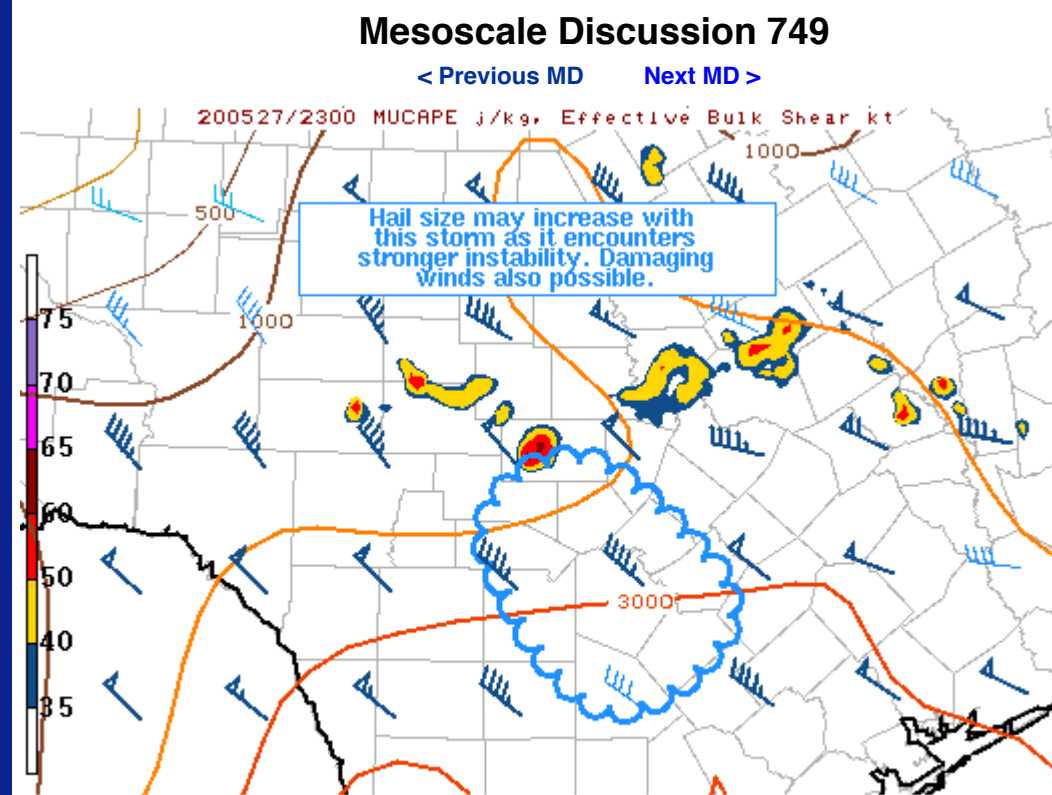 Mesoscale Discussion 749
< Previous MD Next MD >
200527/2300 MUCAPE j/kg, Effective Bulk Shear kt
1000
500
Hail size may increase with
this storm as it encounters
stronger instability. Damaging
winds also possible.
75
1000
70
65
60
50
3000
40
35